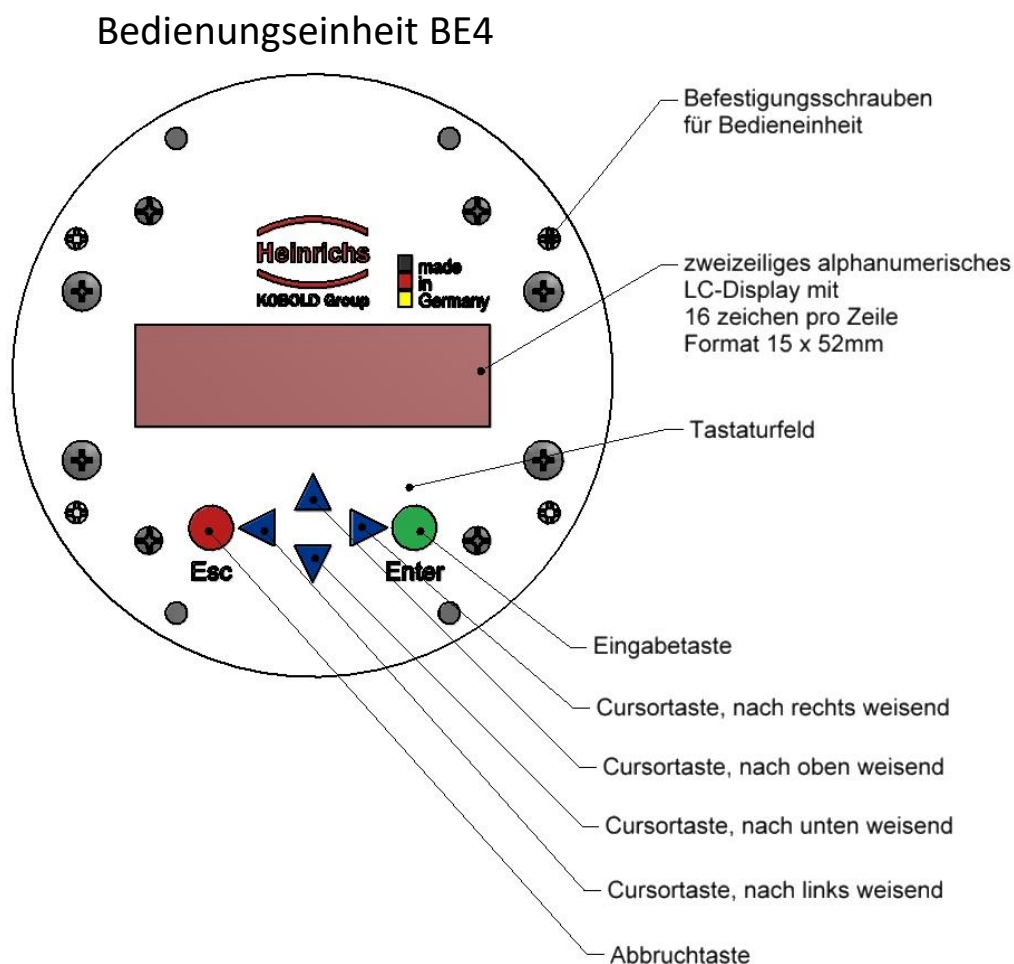 Bedienungseinheit BE4
Befestigungsschrauben
für Bedieneinheit
Heinrichs
KOBOLD Group
made
in
Germany
zweizeiliges alphanumerisches
LC-Display mit
16 zeichen pro Zeile
Format 15 x 52mm
Tastaturfeld
Esc
Enter
Eingabetaste
Cursortaste, nach rechts weisend
Cursortaste, nach oben weisend
Cursortaste, nach unten weisend
Cursortaste, nach links weisend
Abbruchtaste